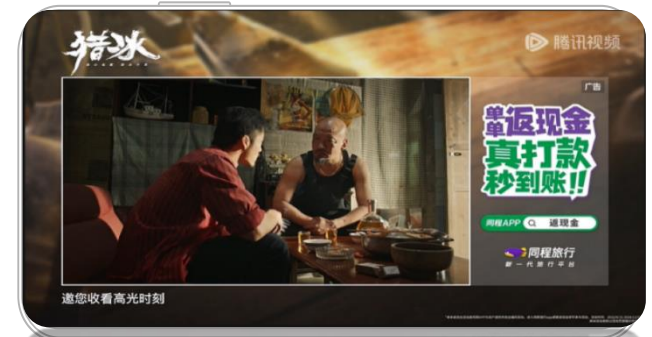 猎冰
腾讯视频
广告
单单返现金
真打款
秒到账!!
同程APP 返现金
同程旅行
新一代旅行平台
邀您收看高光时刻